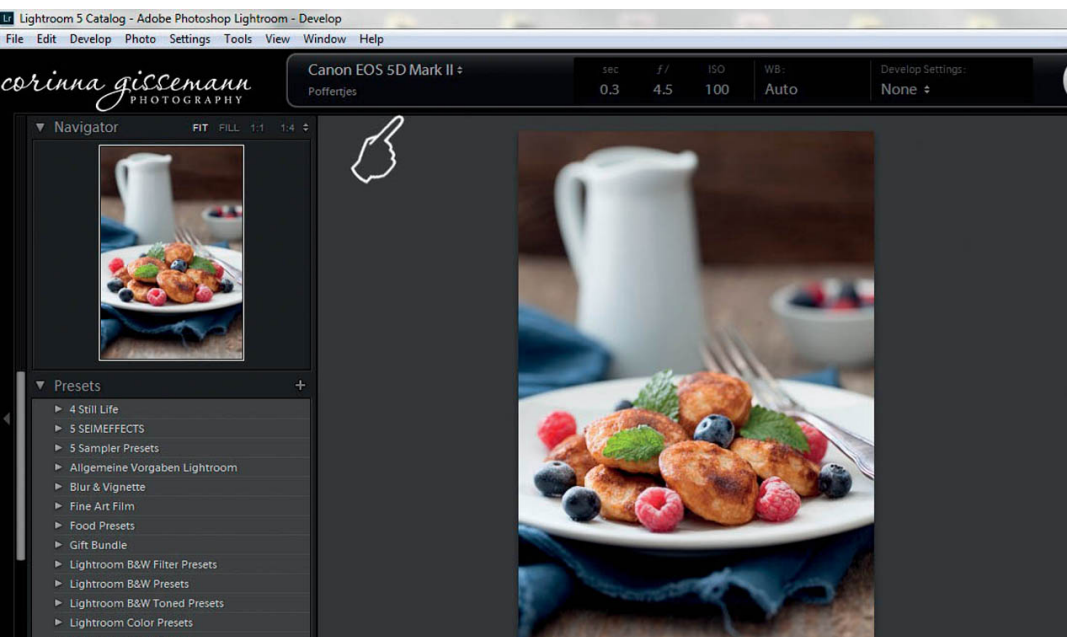 Lr Lightroom 5 Catalog - Adobe Photoshop Lightroom - Develop
File Edit Develop Photo Settings Tools View Window Help
corinna gissemann
PHOTOGRAPHY
Canon EOS 5D Mark II
Poffertjes
sec f/ ISO WB: Develop Settings:
0.3 4.5 100 Auto None
Navigator FIT FILL 1:1 1:4
Presets +
4 Still Life
5 SEIMEFFECTS
5 Sampler Presets
Allgemeine Vorgaben Lightroom
Blur & Vignette
Fine Art Film
Food Presets
Gift Bundle
Lightroom B&W Filter Presets
Lightroom B&W Presets
Lightroom B&W Toned Presets
Lightroom Color Presets